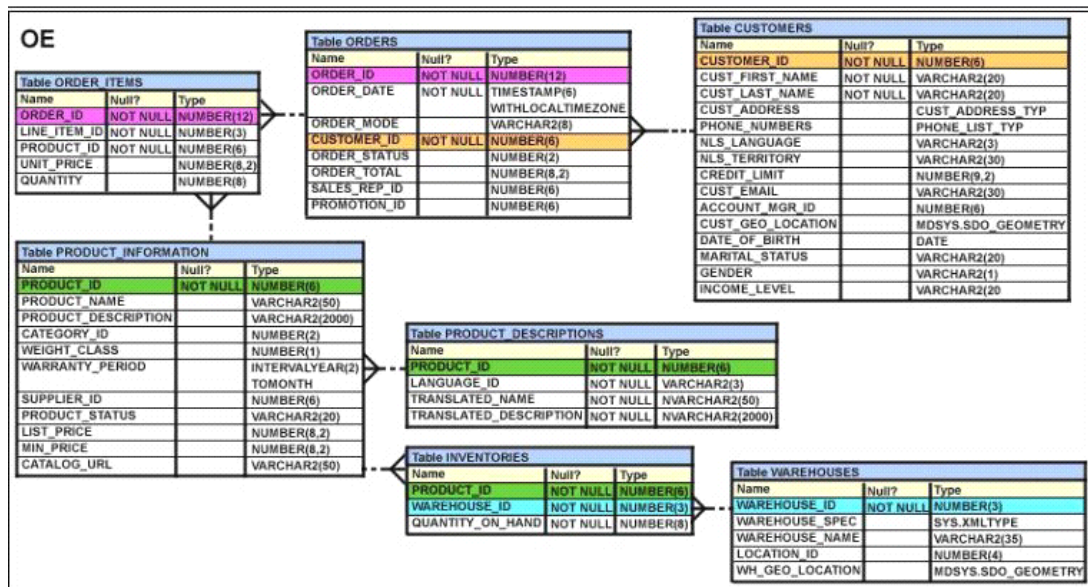 OE
Table ORDER_ITEMS
Name Null? Type
ORDER_ID NOT NULL NUMBER(12)
LINE_ITEM_ID NOT NULL NUMBER(3)
PRODUCT_ID NOT NULL NUMBER(6)
UNIT_PRICE NUMBER(8,2)
QUANTITY NUMBER(8)
Table ORDERS
Name Null? Type
ORDER_ID NOT NULL NUMBER(12)
ORDER_DATE NOT NULL TIMESTAMP(6)
WITHLOCALTIMEZONE
ORDER_MODE VARCHAR2(8)
CUSTOMER_ID NOT NULL NUMBER(6)
ORDER_STATUS NUMBER(2)
ORDER_TOTAL NUMBER(8,2)
SALES_REP_ID NUMBER(6)
PROMOTION_ID NUMBER(6)
Table CUSTOMERS
Name Null? Type
CUSTOMER_ID NOT NULL NUMBER(6)
CUST_FIRST_NAME NOT NULL VARCHAR2(20)
CUST_LAST_NAME NOT NULL VARCHAR2(20)
CUST_ADDRESS CUST_ADDRESS_TYP
PHONE_NUMBERS PHONE_LIST_TYP
NLS_LANGUAGE VARCHAR2(3)
NLS_TERRITORY VARCHAR2(30)
CREDIT_LIMIT NUMBER(9,2)
CUST_EMAIL VARCHAR2(30)
ACCOUNT_MGR_ID NUMBER(6)
CUST_GEO_LOCATION MDSYS.SDO_GEOMETRY
DATE_OF_BIRTH DATE
MARITAL_STATUS VARCHAR2(20)
GENDER VARCHAR2(1)
INCOME_LEVEL VARCHAR2(20
Table PRODUCT_INFORMATION
Name Null? Type
PRODUCT_ID NOT NULL NUMBER(6)
PRODUCT_NAME VARCHAR2(50)
PRODUCT_DESCRIPTION VARCHAR2(2000)
CATEGORY_ID NUMBER(2)
WEIGHT_CLASS NUMBER(1)
WARRANTY_PERIOD INTERVALYEAR(2)
TOMONTH
SUPPLIER_ID NUMBER(6)
PRODUCT_STATUS VARCHAR2(20)
LIST_PRICE NUMBER(8,2)
MIN_PRICE NUMBER(8,2)
CATALOG_URL VARCHAR2(50)
Table PRODUCT_DESCRIPTIONS
Name Null? Type
PRODUCT_ID NOT NULL NUMBER(6)
LANGUAGE_ID NOT NULL VARCHAR2(3)
TRANSLATED_NAME NOT NULL NVARCHAR2(50)
TRANSLATED_DESCRIPTION NOT NULL NVARCHAR2(2000)
Table INVENTORIES
Name Null? Type
PRODUCT_ID NOT NULL NUMBER(6)
WAREHOUSE_ID NOT NULL NUMBER(3)
QUANTITY_ON_HAND NOT NULL NUMBER(8)
Table WAREHOUSES
Name Null? Type
WAREHOUSE_ID NOT NULL NUMBER(3)
WAREHOUSE_SPEC SYS.XMLTYPE
WAREHOUSE_NAME VARCHAR2(35)
LOCATION_ID NUMBER(4)
WH_GEO_LOCATION MDSYS.SDO_GEOMETRY